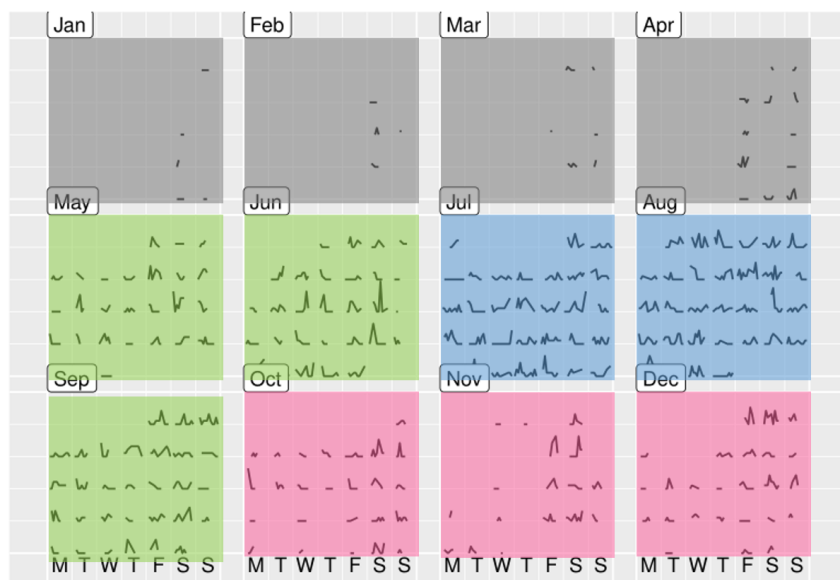 Jan Feb Mar Apr
May Jun Jul Aug
Sep Oct Nov Dec
M T W T F S S M T W T F S S M T W T F S S M T W T F S S